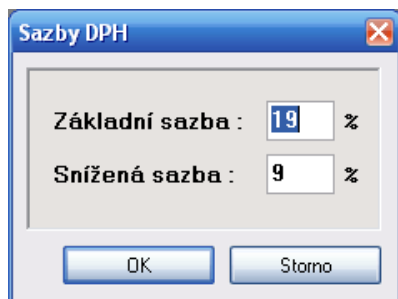 Sazby DPH
Základní sazba : 19 %
Snížená sazba : 9 %
OK Storno